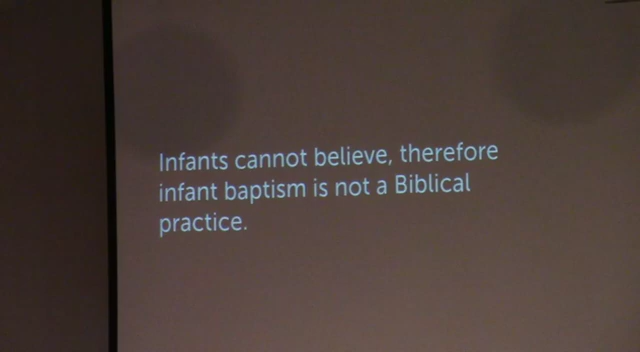 Infants cannot believe, therefore
infant baptism is not a Biblical
practice.